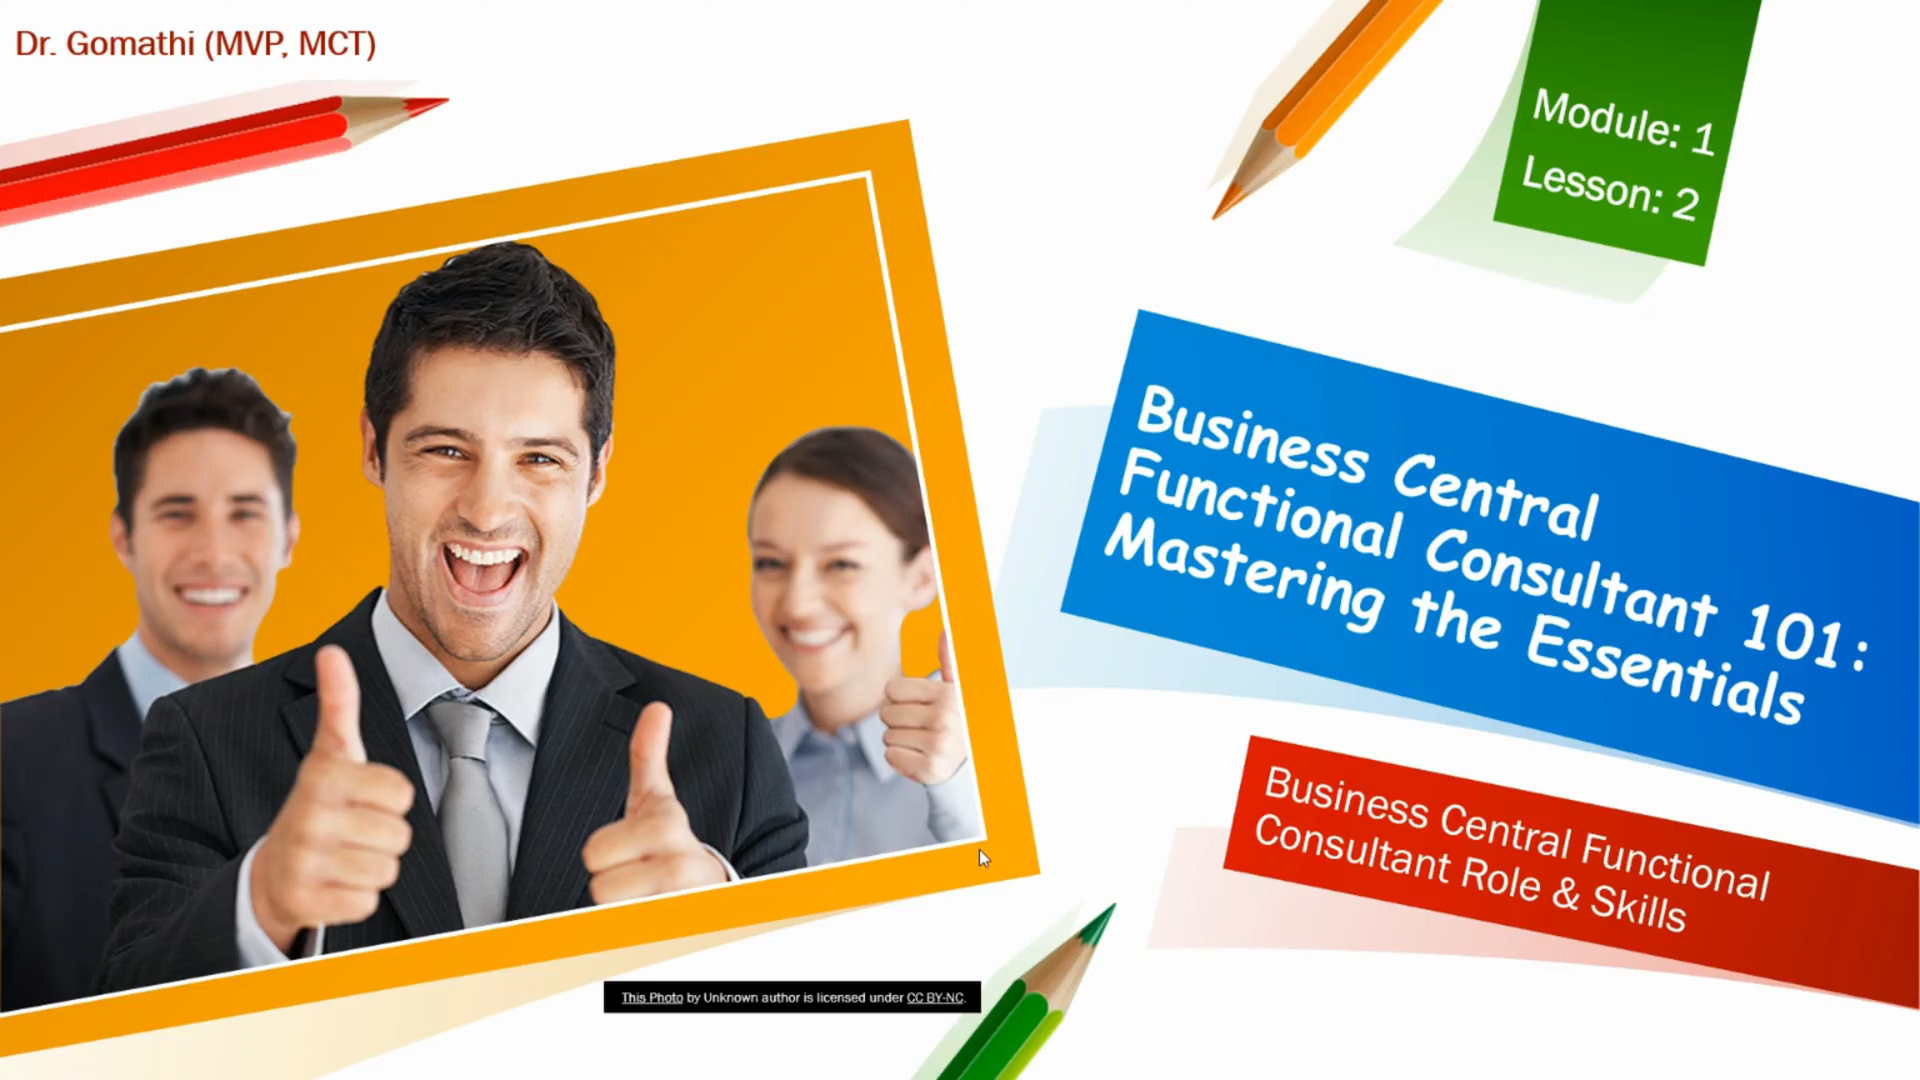 Dr. Gomathi (MVP, MCT)
Module: 1
Lesson: 2
Business Central
Functional Consultant 101:
Mastering the Essentials
Business Central Functional
Consultant Role & Skills
This Photo by Unknown author is licensed under CC BY-NC.